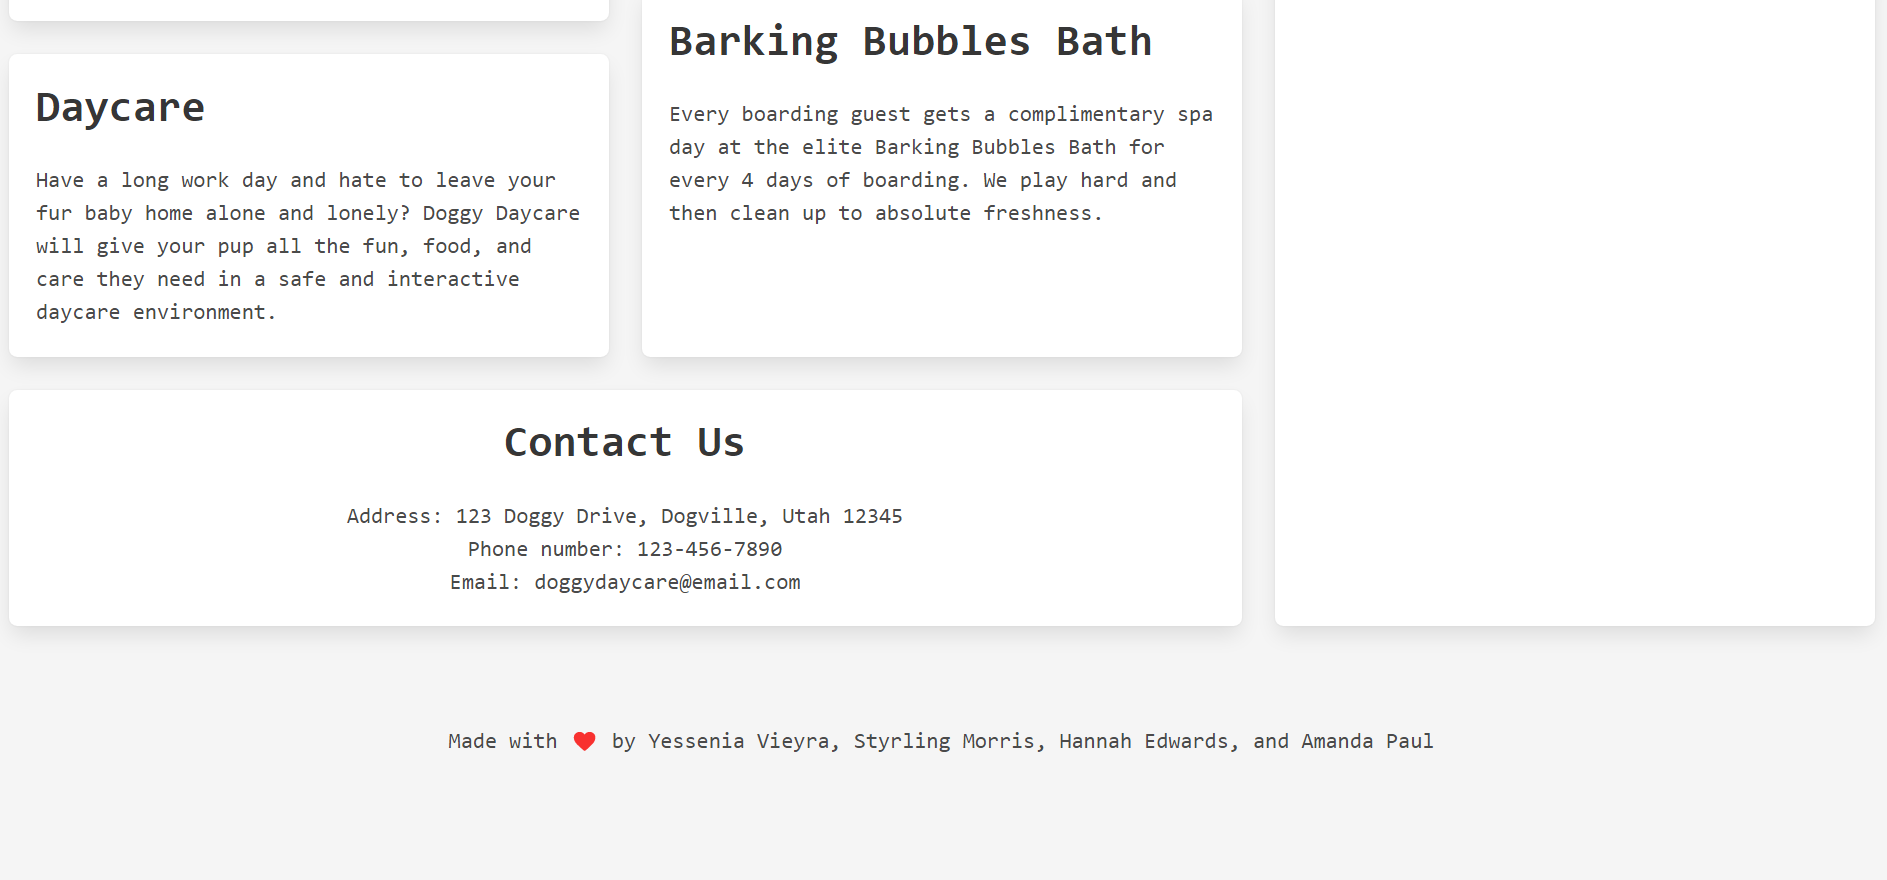 Daycare
Have a long work day and hate to leave your
fur baby home alone and lonely? Doggy Daycare
will give your pup all the fun, food, and
care they need in a safe and interactive
daycare environment.
Barking Bubbles Bath
Every boarding guest gets a complimentary spa
day at the elite Barking Bubbles Bath for
every 4 days of boarding. We play hard and
then clean up to absolute freshness.
Contact Us
Address: 123 Doggy Drive, Dogville, Utah 12345
Phone number: 123-456-7890
Email: doggydaycare@email.com
Made with ❤ by Yessenia Vieyra, Styrling Morris, Hannah Edwards, and Amanda Paul